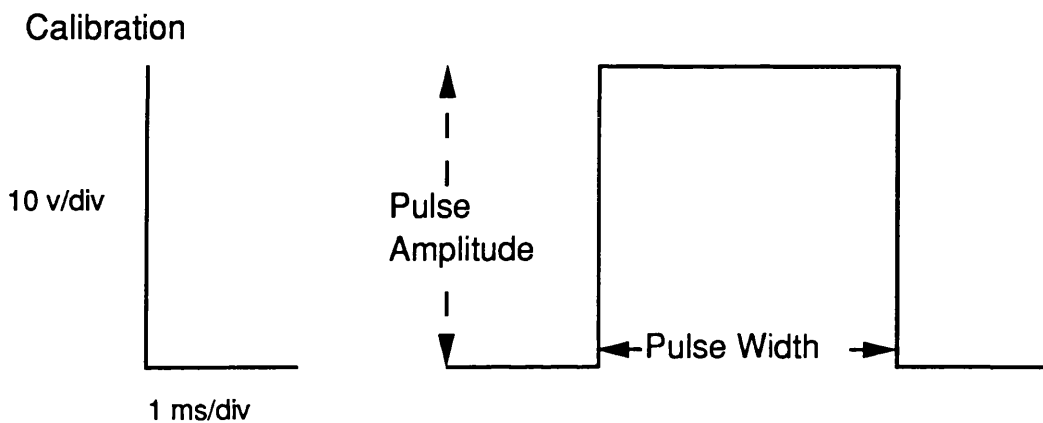 Calibration
10 v/div
Pulse
Amplitude
Pulse Width
1 ms/div